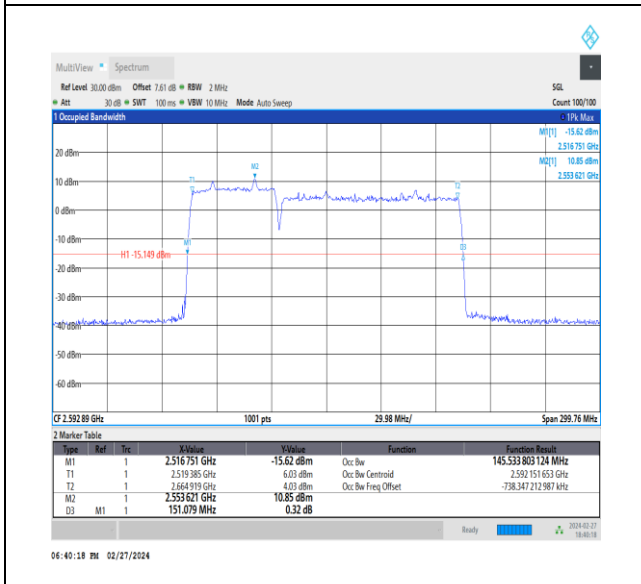 MultiView Spectrum
Ref Level 30.00 dBm Offset 7.61 dB RBW 2 MHz SGL
Att 30 dB SWT 100 ms VBW 10 MHz Mode Auto Sweep Count 100/100
1 Occupied Bandwidth 1Pk Max
M1[1] -15.62 dBm
2.516 751 GHz
M2[1] 10.85 dBm
2.553 621 GHz
20 dBm
10 dBm
0 dBm
-10 dBm
-20 dBm
-30 dBm
-40 dBm
-50 dBm
-60 dBm
T1
M2
T2
M1
D3
H1 -15.149 dBm
CF 2.592 89 GHz 1001 pts 29.98 MHz/ Span 299.76 MHz
2 Marker Table
Type Ref Trc X-Value Y-Value Function Function Result
M1 1 2.516 751 GHz -15.62 dBm Occ Bw 145.533 803 124 MHz
T1 1 2.519 385 GHz 6.03 dBm Occ Bw Centroid 2.592 151 653 GHz
T2 1 2.664 919 GHz 4.03 dBm Occ Bw Freq Offset -738.347 212 987 kHz
M2 1 2.553 621 GHz 10.85 dBm
D3 M1 1 151.079 MHz 0.32 dB
Ready 2024-02-27
18:40:18
06:40:18 PM 02/27/2024